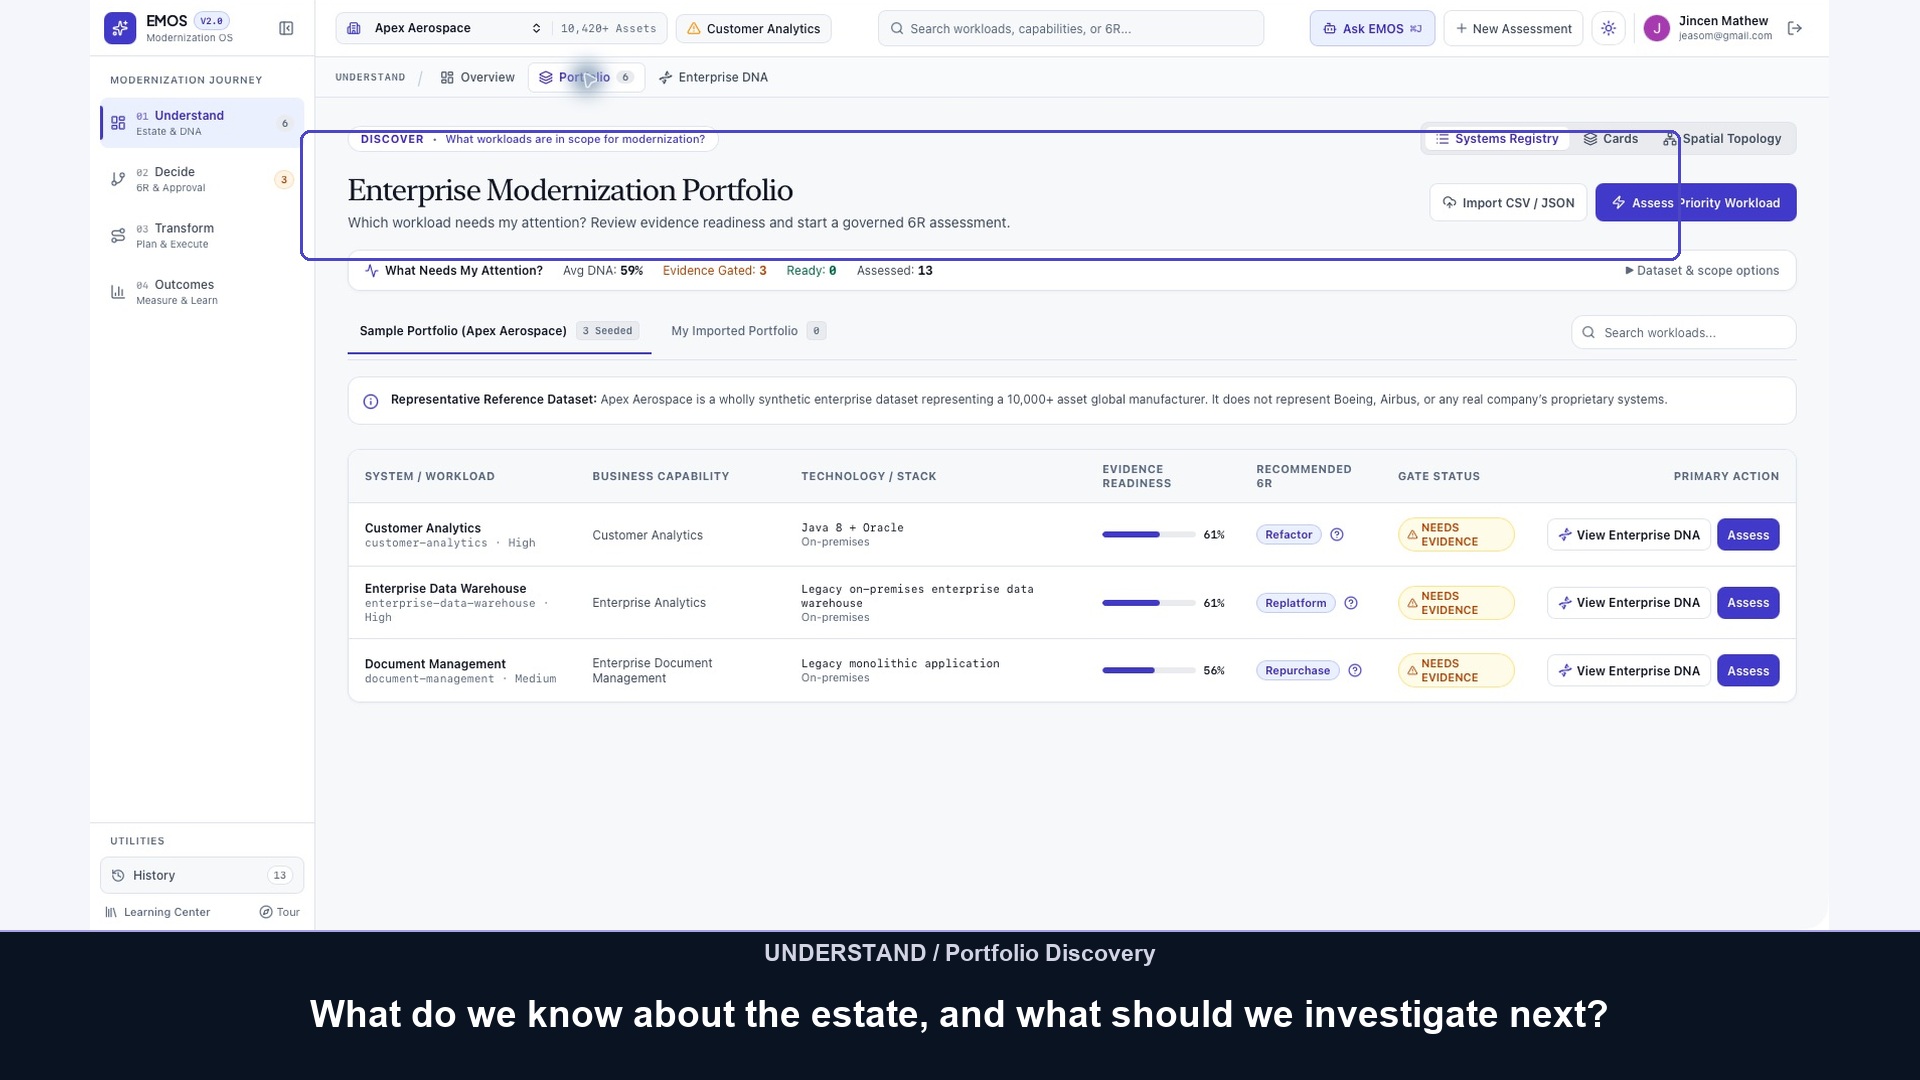 EMOS V2.0
Modernization OS
Apex Aerospace 10,420+ Assets
Customer Analytics
Search workloads, capabilities, or 6R...
Ask EMOS ⌘J
New Assessment
J
Jincen Mathew
jeasom@gmail.com
MODERNIZATION JOURNEY
01 Understand
Estate & DNA
6
02 Decide
6R & Approval
3
03 Transform
Plan & Execute
04 Outcomes
Measure & Learn
UTILITIES
History 13
Learning Center
Tour
UNDERSTAND / Overview Portfolio 6 Enterprise DNA
DISCOVER · What workloads are in scope for modernization?
Systems Registry Cards Spatial Topology
Enterprise Modernization Portfolio
Which workload needs my attention? Review evidence readiness and start a governed 6R assessment.
Import CSV / JSON
Assess Priority Workload
What Needs My Attention? Avg DNA: 59% Evidence Gated: 3 Ready: 0 Assessed: 13
▶ Dataset & scope options
Sample Portfolio (Apex Aerospace) 3 Seeded
My Imported Portfolio 0
Search workloads...
Representative Reference Dataset: Apex Aerospace is a wholly synthetic enterprise dataset representing a 10,000+ asset global manufacturer. It does not represent Boeing, Airbus, or any real company's proprietary systems.
SYSTEM / WORKLOAD
BUSINESS CAPABILITY
TECHNOLOGY / STACK
EVIDENCE
READINESS
RECOMMENDED
6R
GATE STATUS
PRIMARY ACTION
Customer Analytics
customer-analytics · High
Customer Analytics
Java 8 + Oracle
On-premises
61%
Refactor
NEEDS
EVIDENCE
View Enterprise DNA
Assess
Enterprise Data Warehouse
enterprise-data-warehouse ·
High
Enterprise Analytics
Legacy on-premises enterprise data
warehouse
On-premises
61%
Replatform
NEEDS
EVIDENCE
View Enterprise DNA
Assess
Document Management
document-management · Medium
Enterprise Document
Management
Legacy monolithic application
On-premises
56%
Repurchase
NEEDS
EVIDENCE
View Enterprise DNA
Assess
UNDERSTAND / Portfolio Discovery
What do we know about the estate, and what should we investigate next?